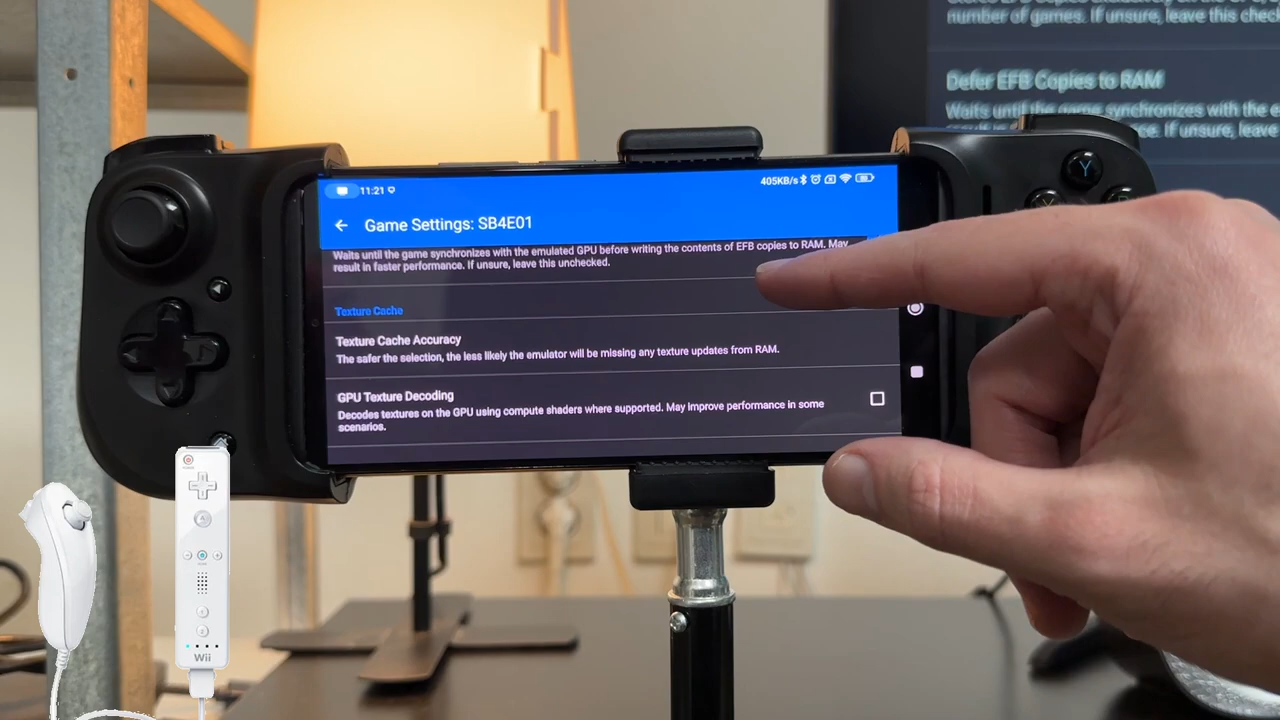 number of games. If unsure, leave this chec
Defer EFB Copies to RAM
Waits until the game synchronizes with the e
ce. If unsure, leave
11:21
405KB/s
Game Settings: SB4E01
Waits until the game synchronizes with the emulated GPU before writing the contents of EFB copies to RAM. May
result in faster performance. If unsure, leave this unchecked.
Texture Cache
Texture Cache Accuracy
The safer the selection, the less likely the emulator will be missing any texture updates from RAM.
GPU Texture Decoding
Decodes textures on the GPU using compute shaders where supported. May improve performance in some
scenarios.
Y
Wii